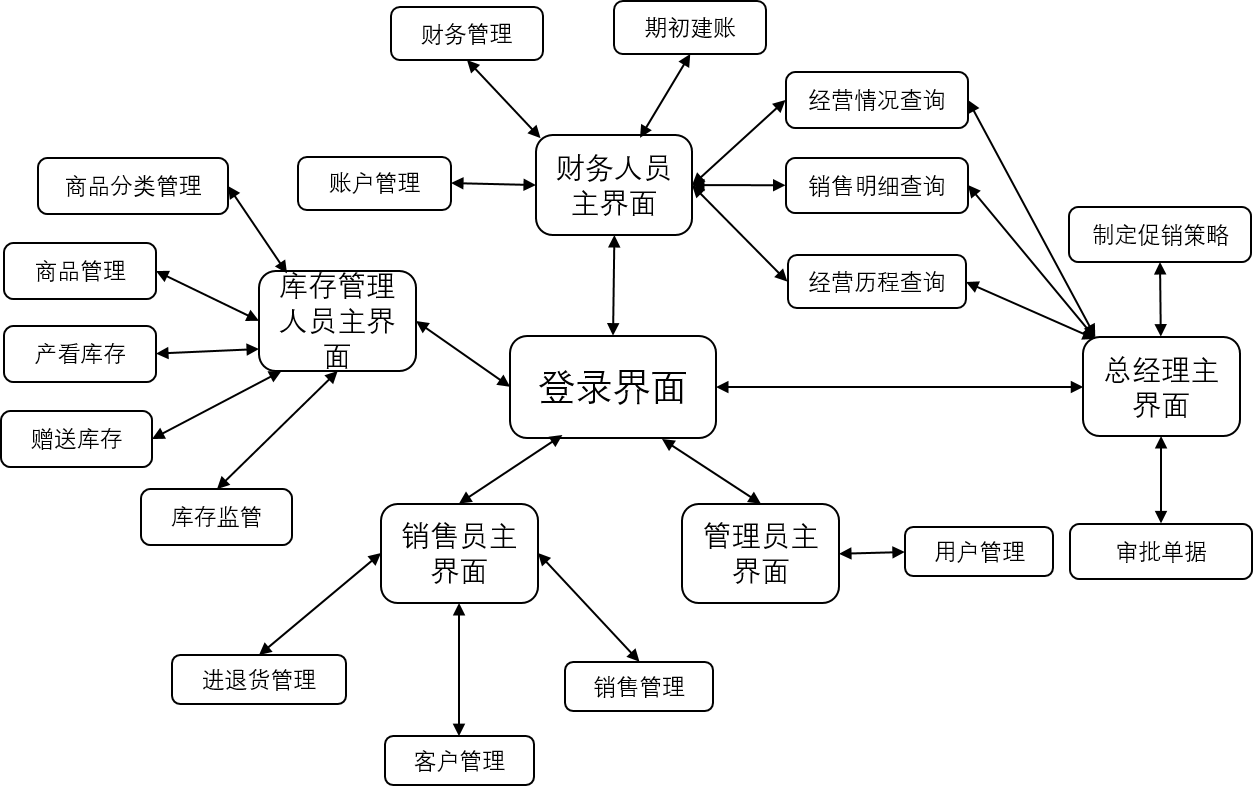 财务管理
期初建账
经营情况查询
财务人员
主界面
商品分类管理
账户管理
销售明细查询
制定促销策略
商品管理
库存管理
人员主界
面
经营历程查询
产看库存
登录界面
总经理主
界面
赠送库存
库存监管
销售员主
界面
管理员主
界面
用户管理
审批单据
进退货管理
销售管理
客户管理